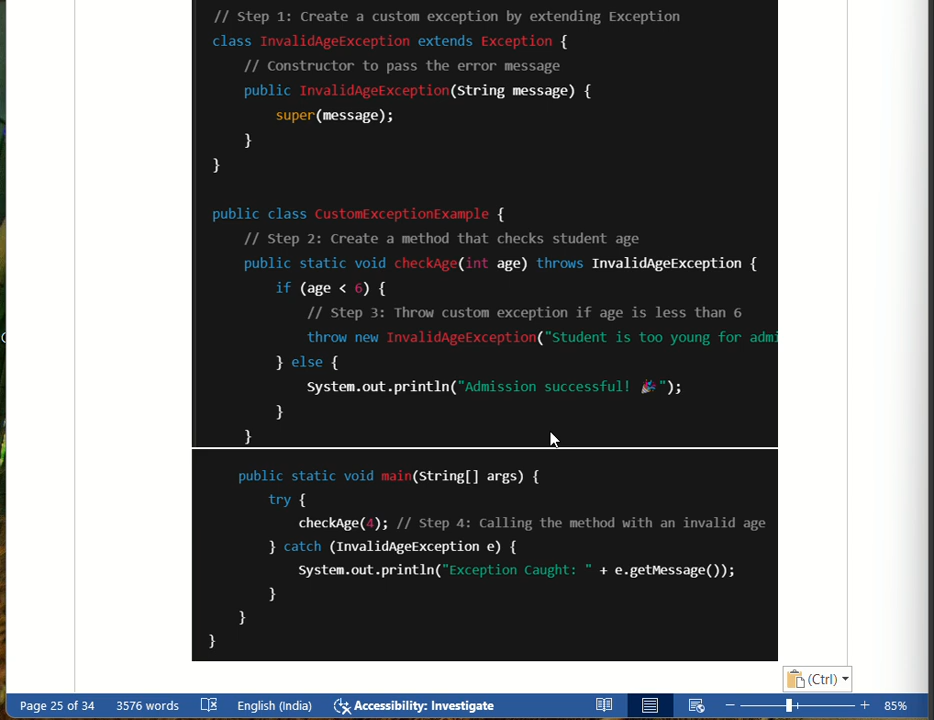 // Step 1: Create a custom exception by extending Exception
class InvalidAgeException extends Exception {
    // Constructor to pass the error message
    public InvalidAgeException(String message) {
        super(message);
    }
}
public class CustomExceptionExample {
    // Step 2: Create a method that checks student age
    public static void checkAge(int age) throws InvalidAgeException {
        if (age < 6) {
            // Step 3: Throw custom exception if age is less than 6
            throw new InvalidAgeException("Student is too young for admi
        } else {
            System.out.println("Admission successful! 🎉");
        }
    }
    public static void main(String[] args) {
        try {
            checkAge(4); // Step 4: Calling the method with an invalid age
        } catch (InvalidAgeException e) {
            System.out.println("Exception Caught: " + e.getMessage());
        }
    }
}
(Ctrl)
Page 25 of 34 3576 words English (India) Accessibility: Investigate 85%